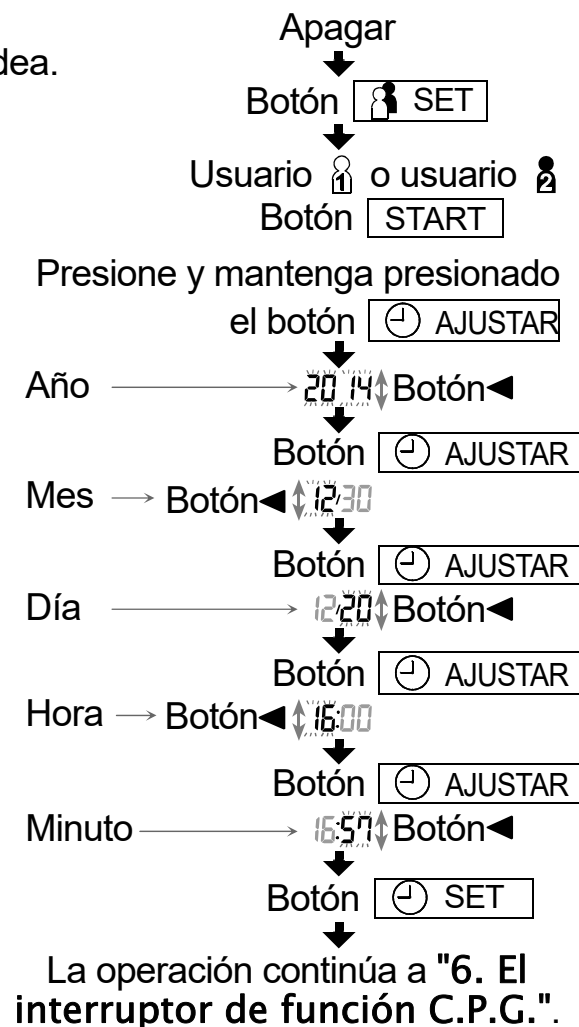 dea.
Apagar
Botón SET
Usuario 1 o usuario 2
Botón START
Presione y mantenga presionado
el botón AJUSTAR
Año 20 14 Botón
Botón AJUSTAR
Mes Botón 12/30
Botón AJUSTAR
Día 12/20 Botón
Botón AJUSTAR
Hora Botón 16:00
Botón AJUSTAR
Minuto 16:57 Botón
Botón SET
La operación continúa a "6. El
interruptor de función C.P.G.".